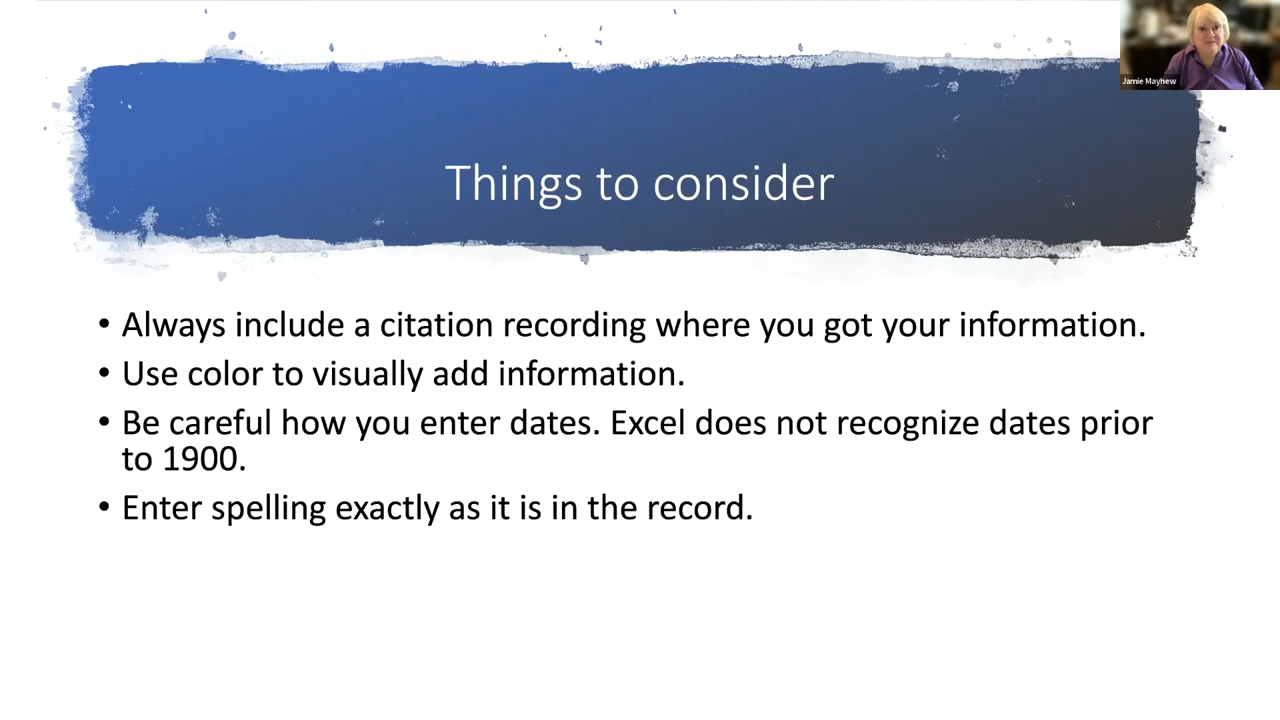 Jamie Mayhew
Things to consider
• Always include a citation recording where you got your information.
• Use color to visually add information.
• Be careful how you enter dates. Excel does not recognize dates prior
to 1900.
• Enter spelling exactly as it is in the record.